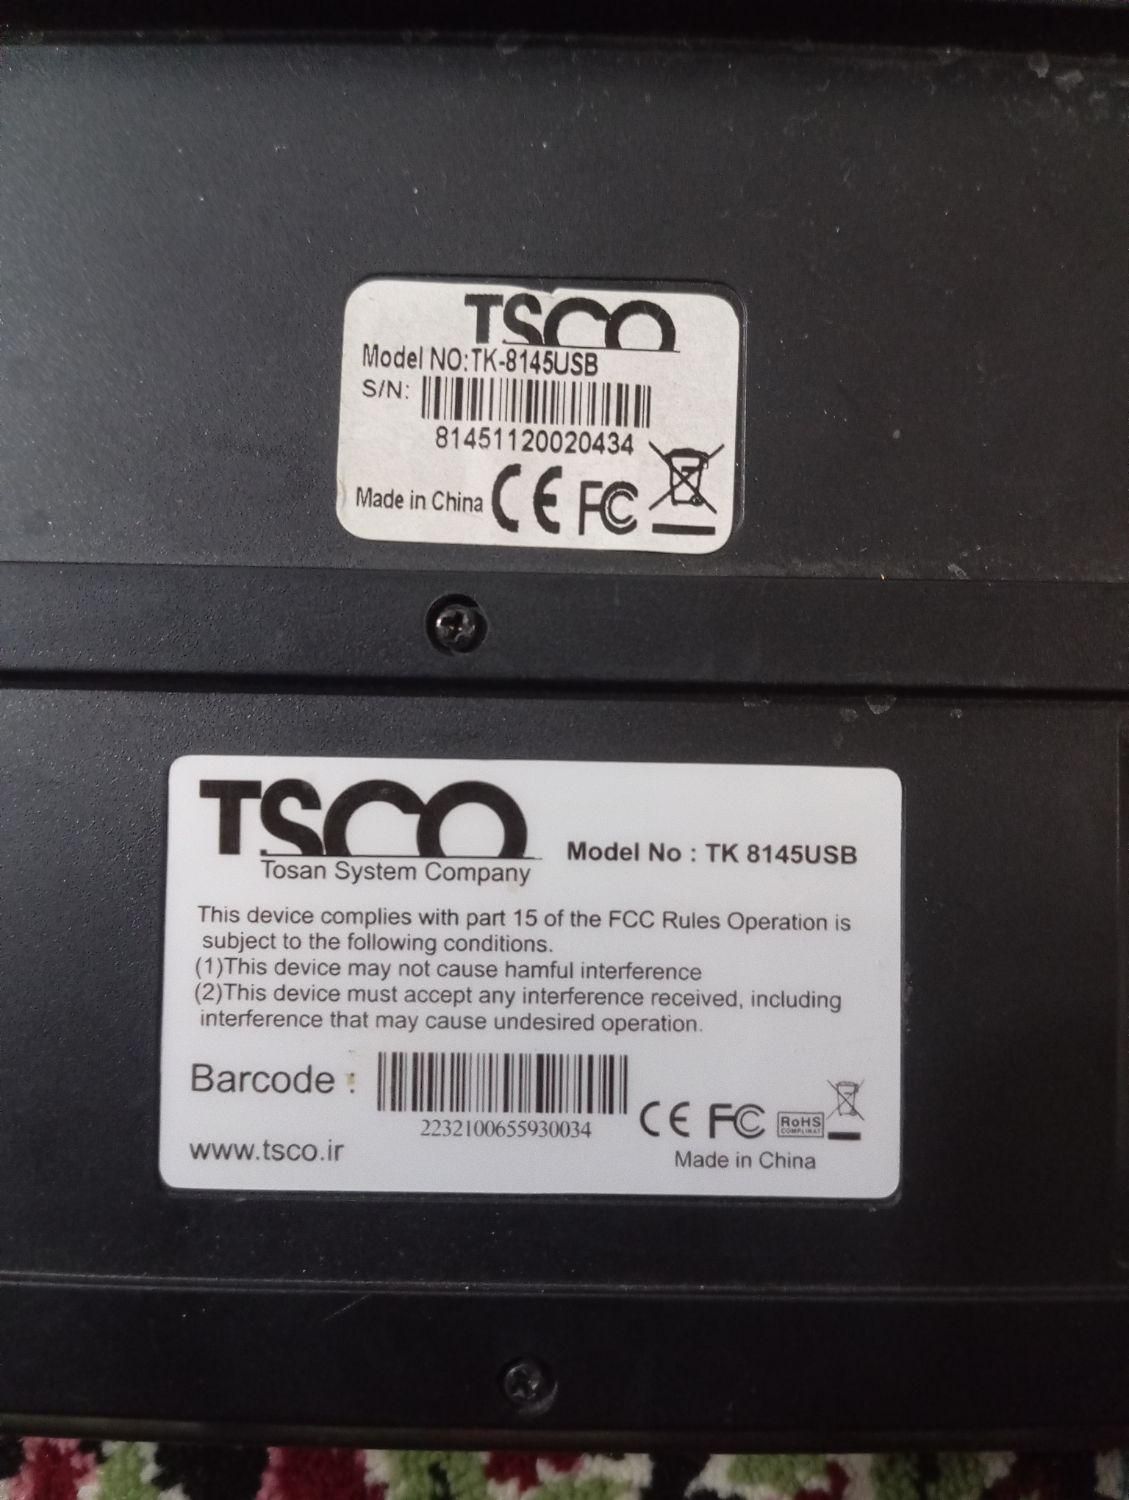 TSCO
Model NO:TK-8145USB
S/N:
81451120020434
Made in China CE FC
TSCO
Tosan System Company
Model No : TK 8145USB
This device complies with part 15 of the FCC Rules Operation is
subject to the following conditions.
(1)This device may not cause hamful interference
(2)This device must accept any interference received, including
interference that may cause undesired operation.
Barcode :
2232100655930034
CE FC RoHS
COMPLINAT
www.tsco.ir
Made in China